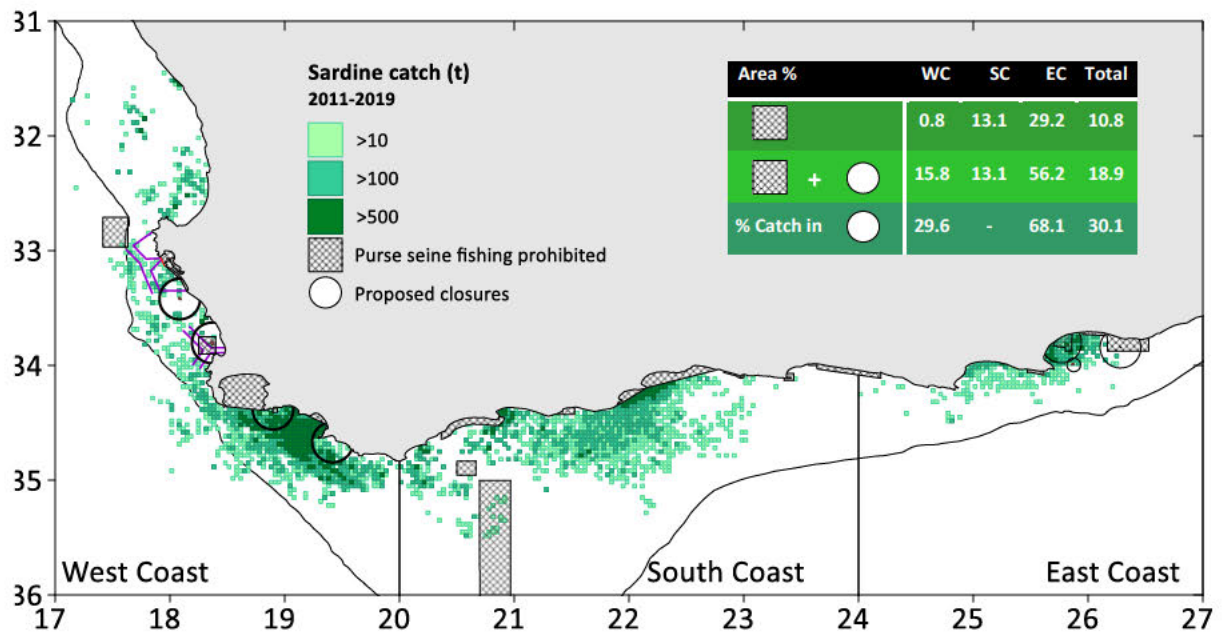 31
32
33
34
35
36
Sardine catch (t)
2011-2019
>10
>100
>500
Purse seine fishing prohibited
Proposed closures
Area % WC SC EC Total
0.8 13.1 29.2 10.8
+ 15.8 13.1 56.2 18.9
% Catch in 29.6 - 68.1 30.1
West Coast South Coast East Coast
17 18 19 20 21 22 23 24 25 26 27